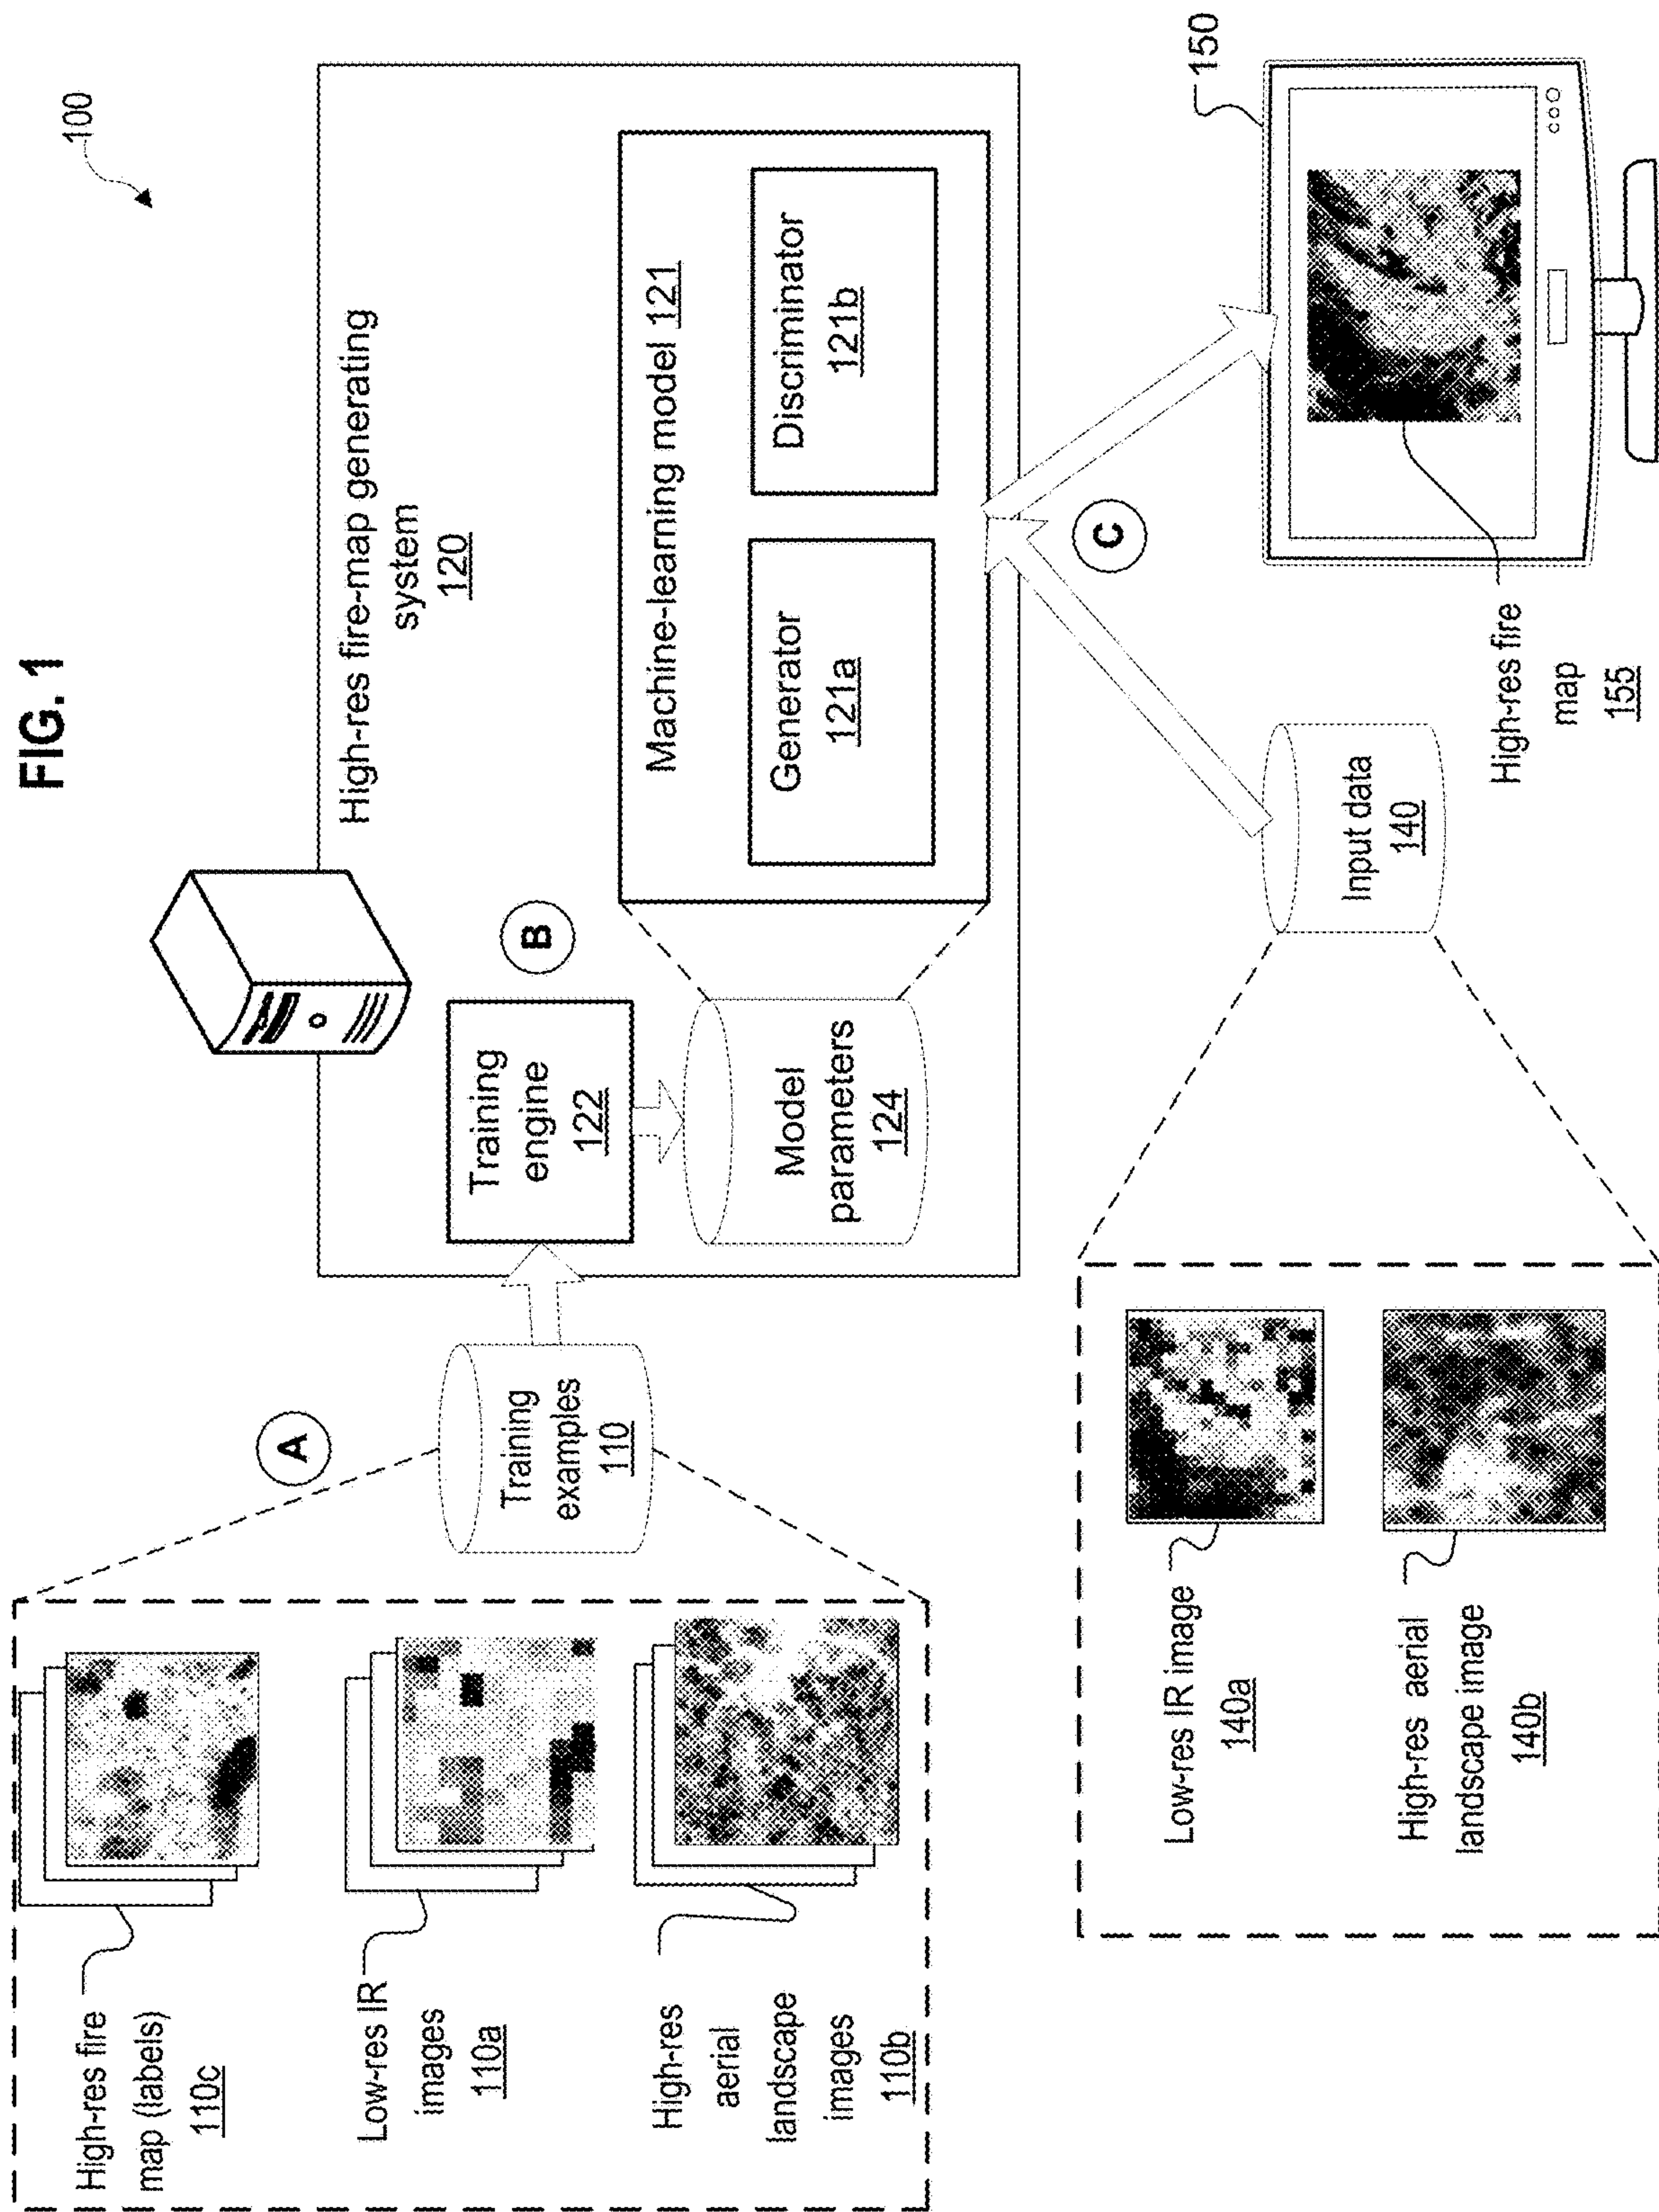 FIG. 1
100
High-res fire-map generating
system
120
Machine-learning model 121
Generator
121a
Discriminator
121b
B
Training
engine
122
Model
parameters
124
A
Training
examples
110
High-res fire
map (labels)
110c
Low-res IR
images
110a
High-res
aerial
landscape
images
110b
C
Input data
140
Low-res IR image
140a
High-res aerial
landscape image
140b
150
High-res fire
map
155